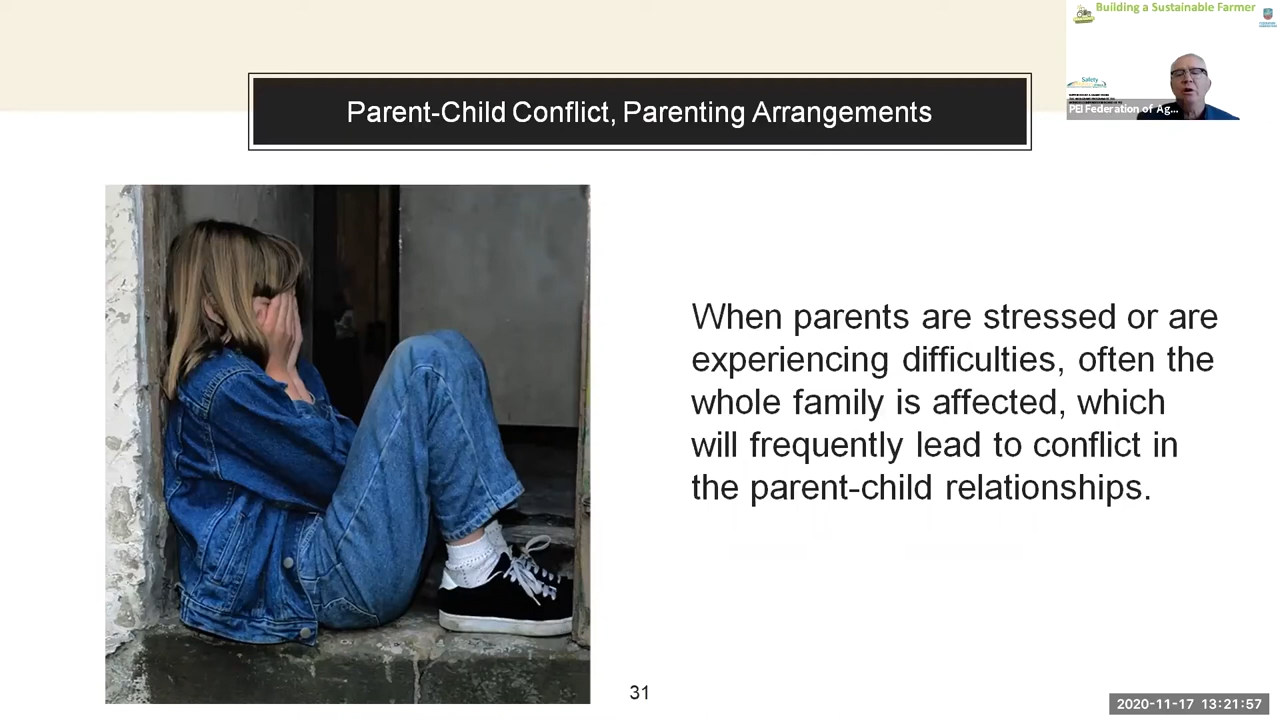 Building a Sustainable Farmer
Parent-Child Conflict, Parenting Arrangements
Safety
PEI Federation of Ag...
When parents are stressed or are
experiencing difficulties, often the
whole family is affected, which
will frequently lead to conflict in
the parent-child relationships.
31
2020-11-17 13:21:57